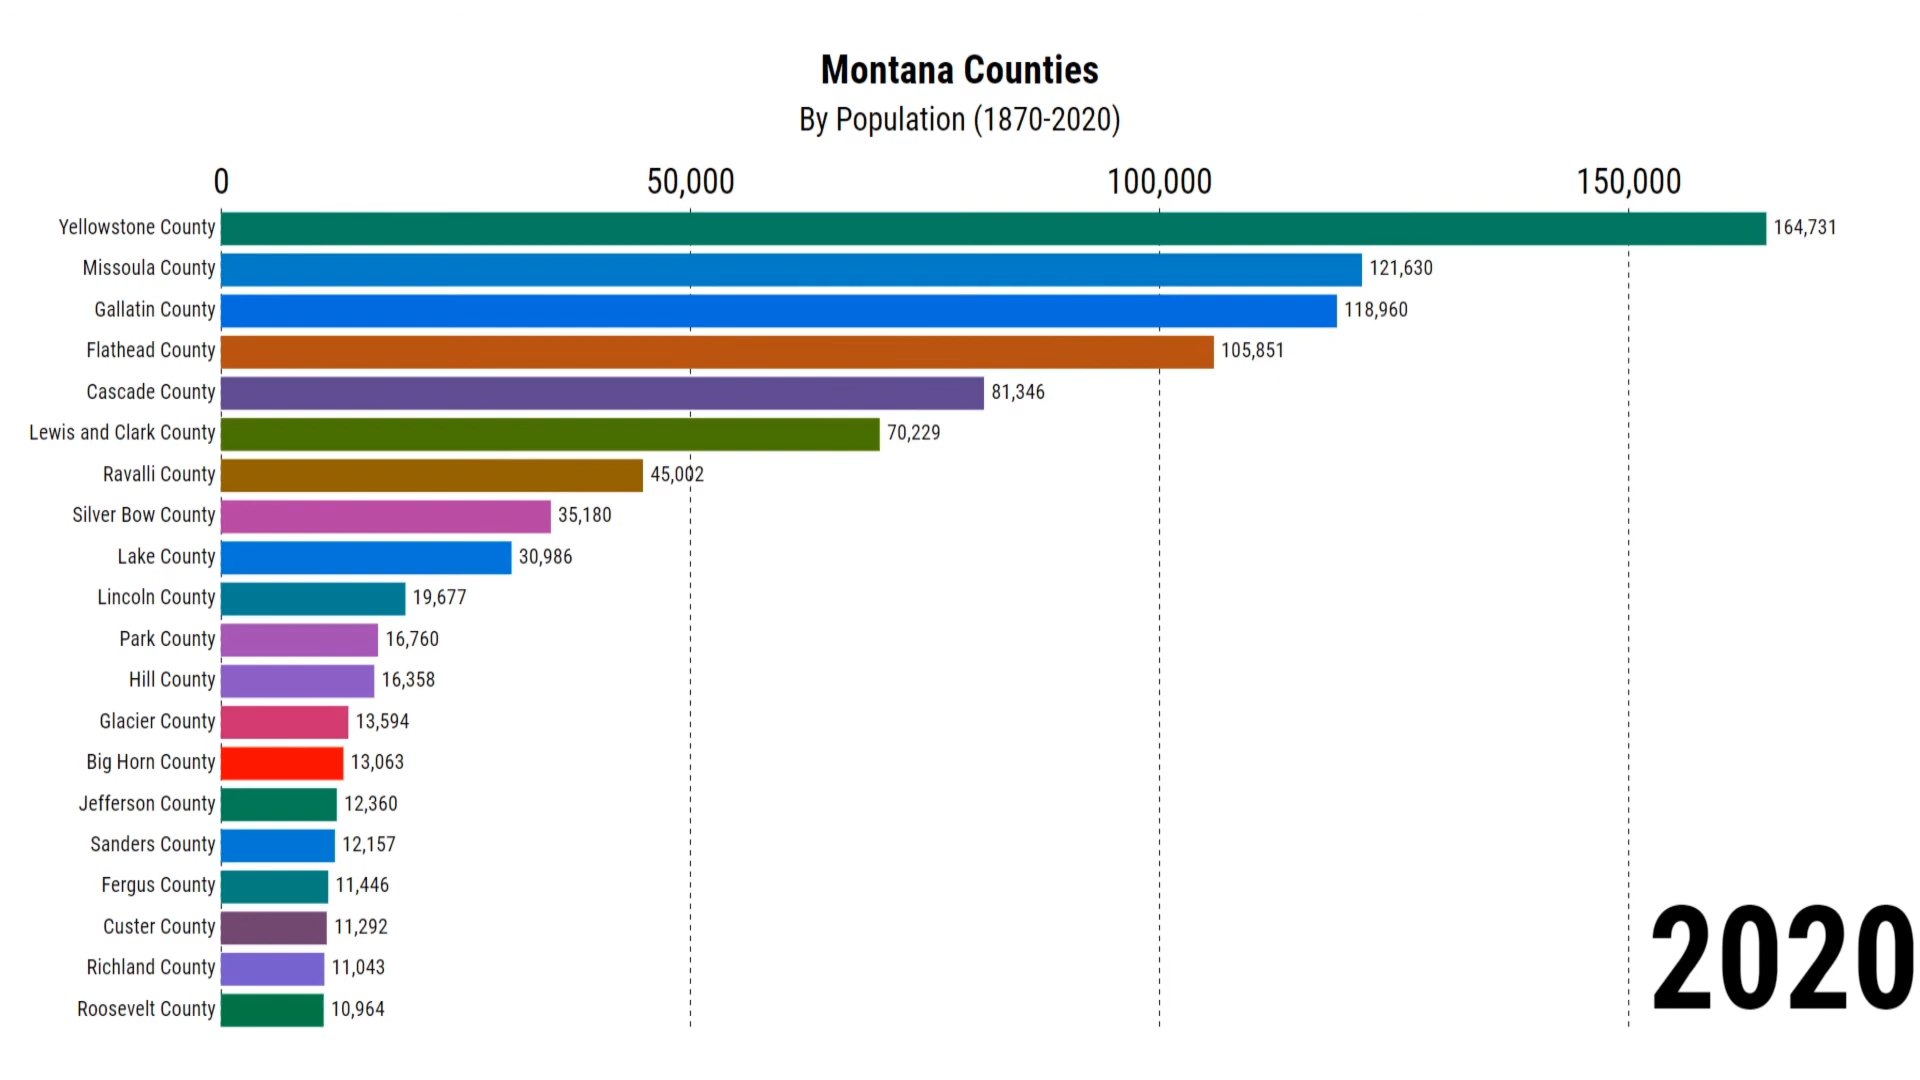 Montana Counties
By Population (1870-2020)
0 50,000 100,000 150,000
Yellowstone County 164,731
Missoula County 121,630
Gallatin County 118,960
Flathead County 105,851
Cascade County 81,346
Lewis and Clark County 70,229
Ravalli County 45,002
Silver Bow County 35,180
Lake County 30,986
Lincoln County 19,677
Park County 16,760
Hill County 16,358
Glacier County 13,594
Big Horn County 13,063
Jefferson County 12,360
Sanders County 12,157
Fergus County 11,446
Custer County 11,292
Richland County 11,043
Roosevelt County 10,964
2020